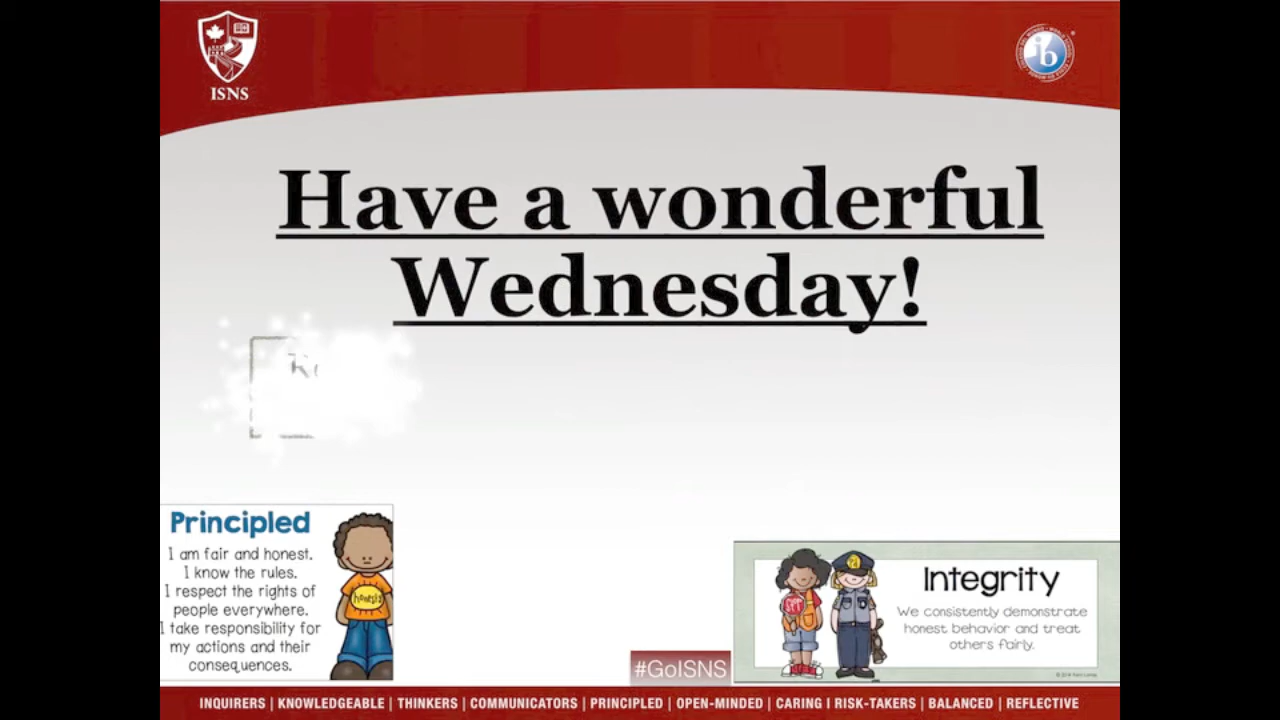 ISNS
ib
Have a wonderful
Wednesday!
Principled
I am fair and honest.
I know the rules.
I respect the rights of
people everywhere.
I take responsibility for
my actions and their
consequences.
honesty
Integrity
We consistently demonstrate
honest behavior and treat
others fairly.
#GoISNS
INQUIRERS | KNOWLEDGEABLE | THINKERS | COMMUNICATORS | PRINCIPLED | OPEN-MINDED | CARING I RISK-TAKERS | BALANCED | REFLECTIVE